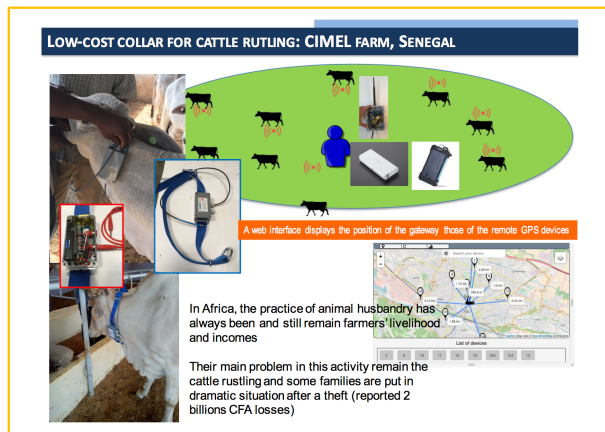 LOW-COST COLLAR FOR CATTLE RUTLING: CIMEL FARM, SENEGAL
A web interface displays the position of the gateway those of the remote GPS devices
Search your device
In Africa, the practice of animal husbandry has
always been and still remain farmers' livelihood
and incomes
List of devices
Their main problem in this activity remain the
cattle rustling and some families are put in
dramatic situation after a theft (reported 2
billions CFA losses)